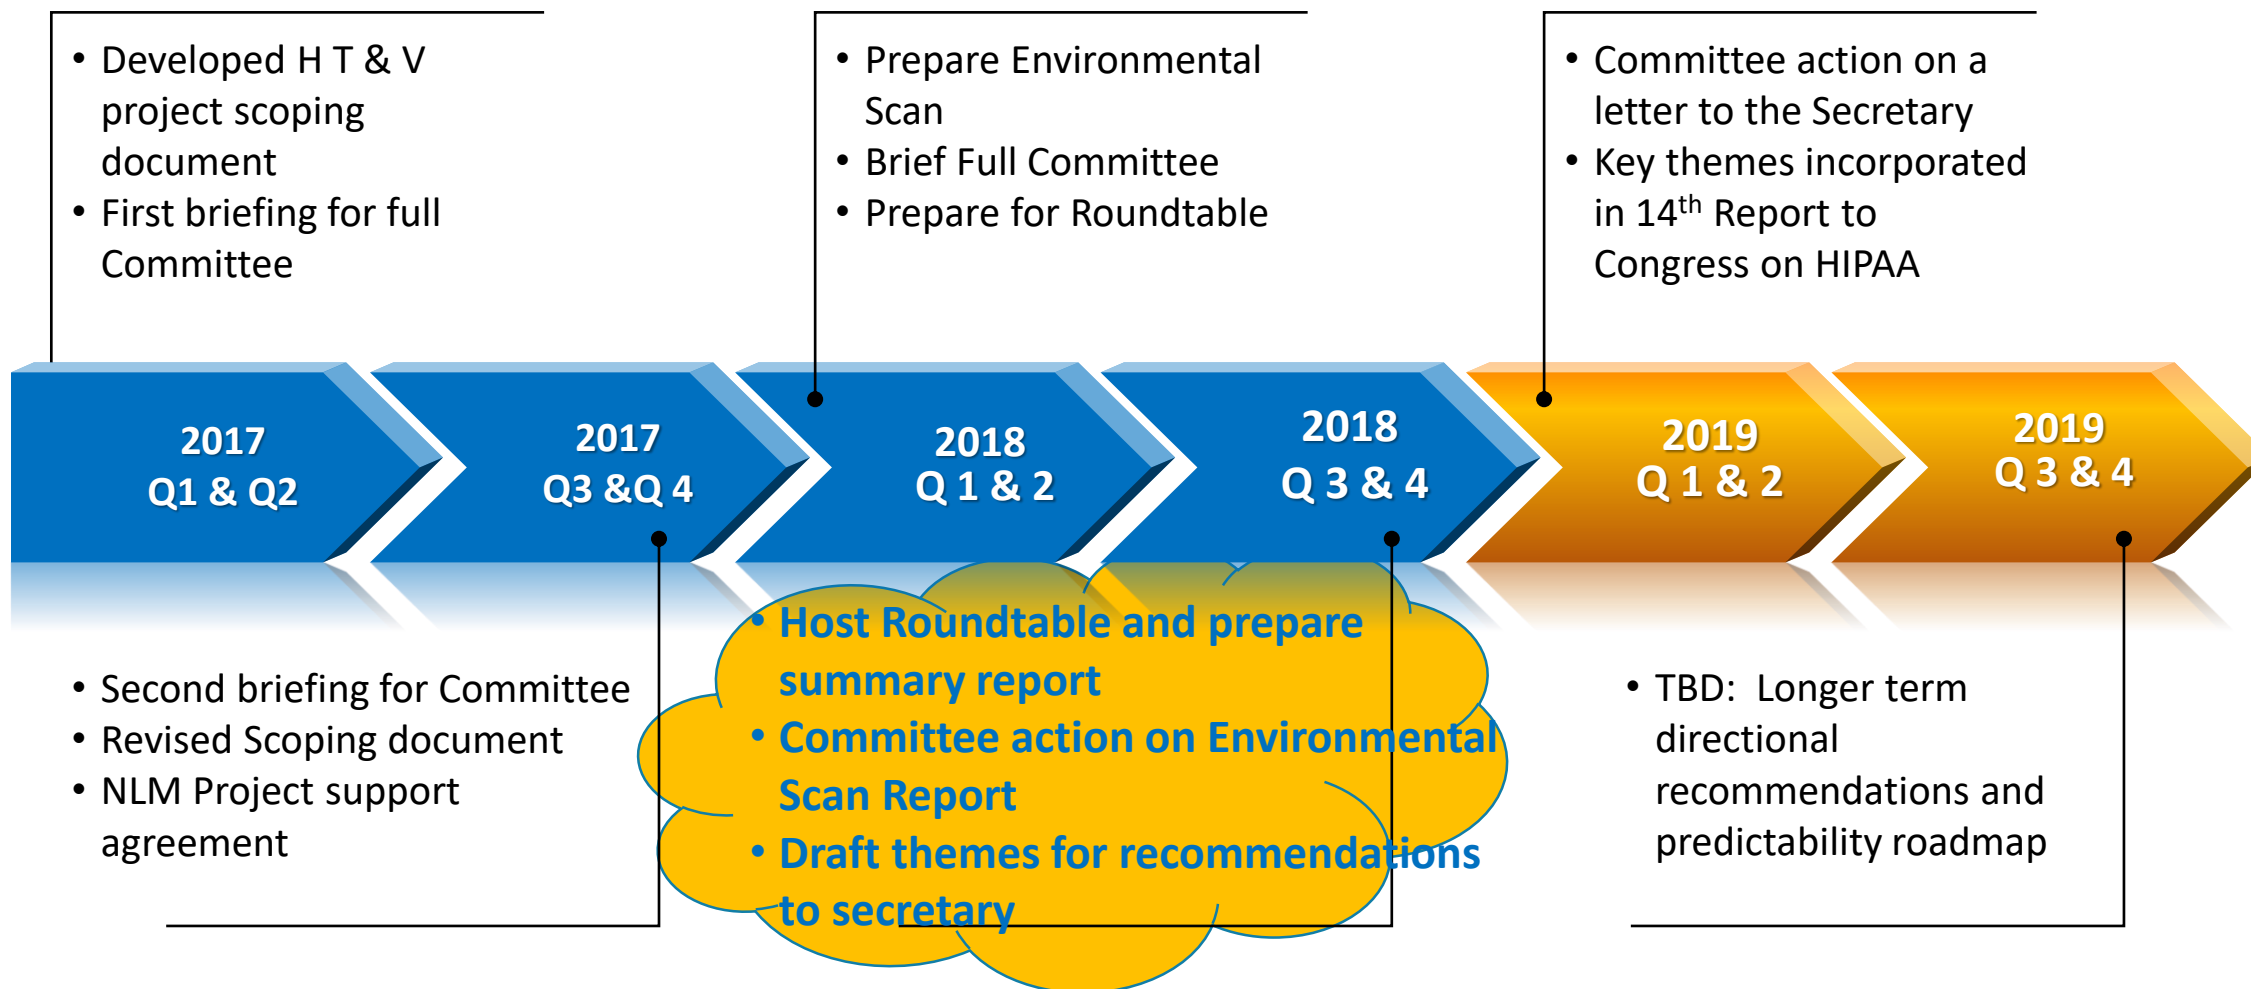 • Developed H T & V
project scoping
document
• First briefing for full
Committee
• Prepare Environmental
Scan
• Brief Full Committee
• Prepare for Roundtable
• Committee action on a
letter to the Secretary
• Key themes incorporated
in 14th Report to
Congress on HIPAA
2017
Q1 & Q2
2017
Q3 &Q 4
2018
Q 1 & 2
2018
Q 3 & 4
2019
Q 1 & 2
2019
Q 3 & 4
• Second briefing for Committee
• Revised Scoping document
• NLM Project support
agreement
• Host Roundtable and prepare
summary report
• Committee action on Environmental
Scan Report
• Draft themes for recommendations
to secretary
• TBD:  Longer term
directional
recommendations and
predictability roadmap